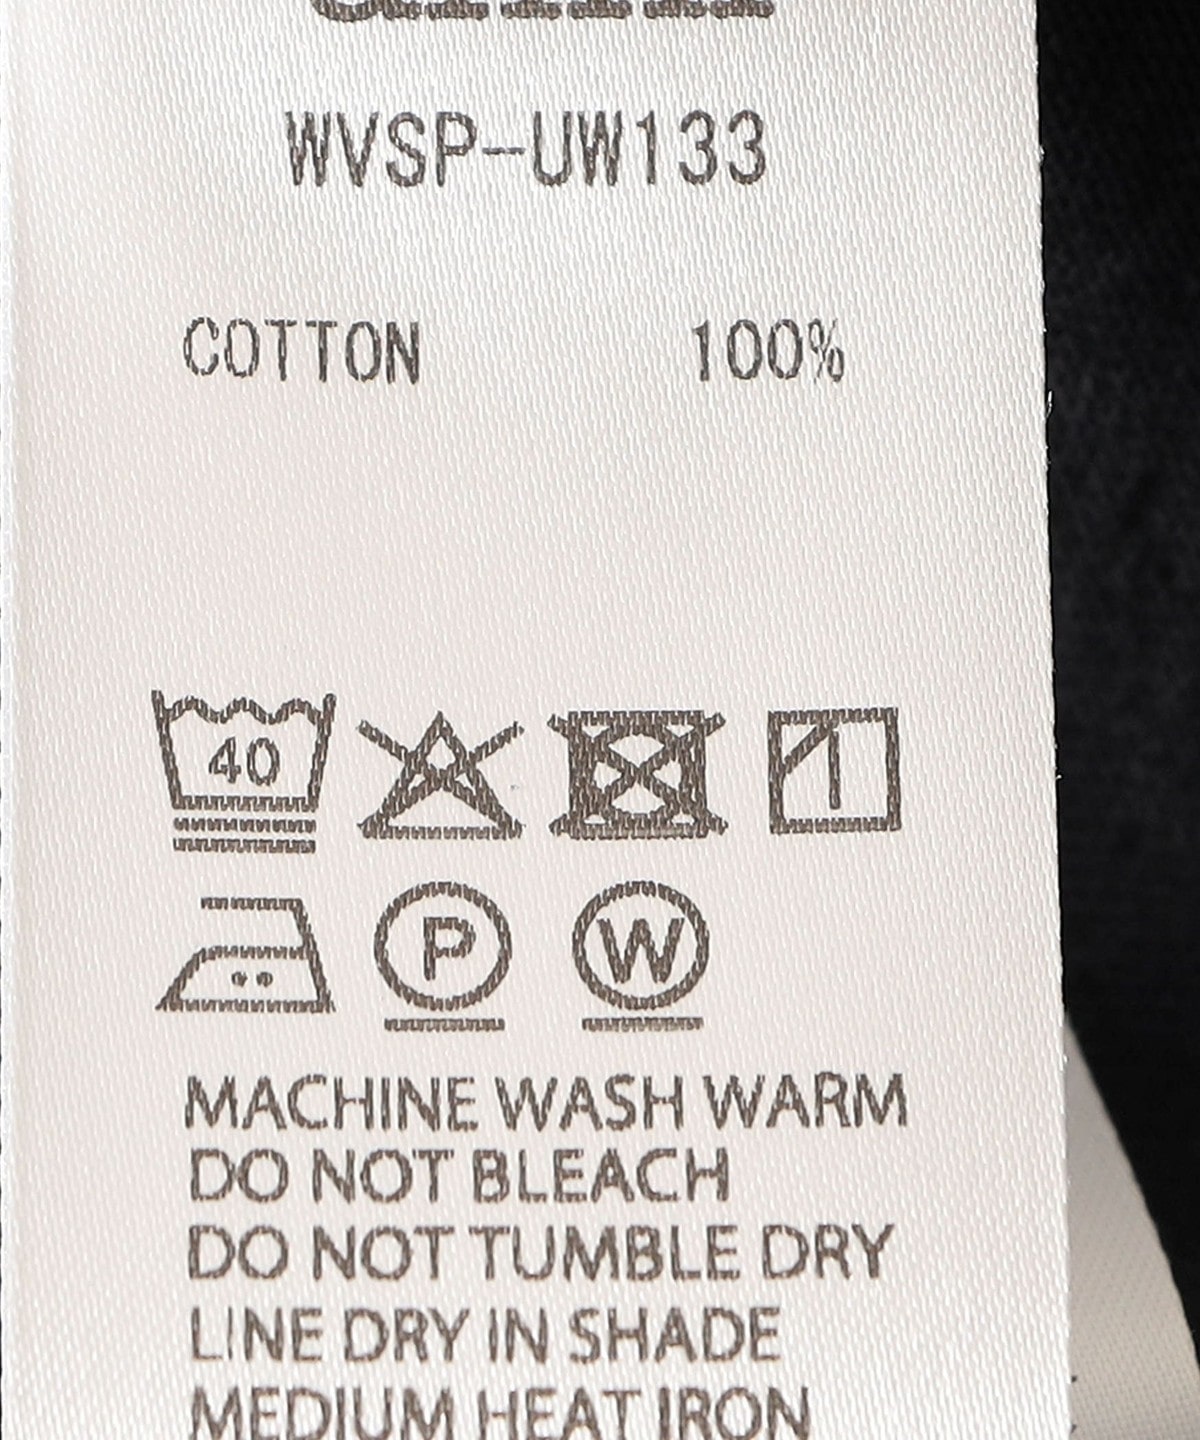 WVSP-UW133
COTTON 100%
40
P W
MACHINE WASH WARM
DO NOT BLEACH
DO NOT TUMBLE DRY
LINE DRY IN SHADE
MEDIUM HEAT IRON